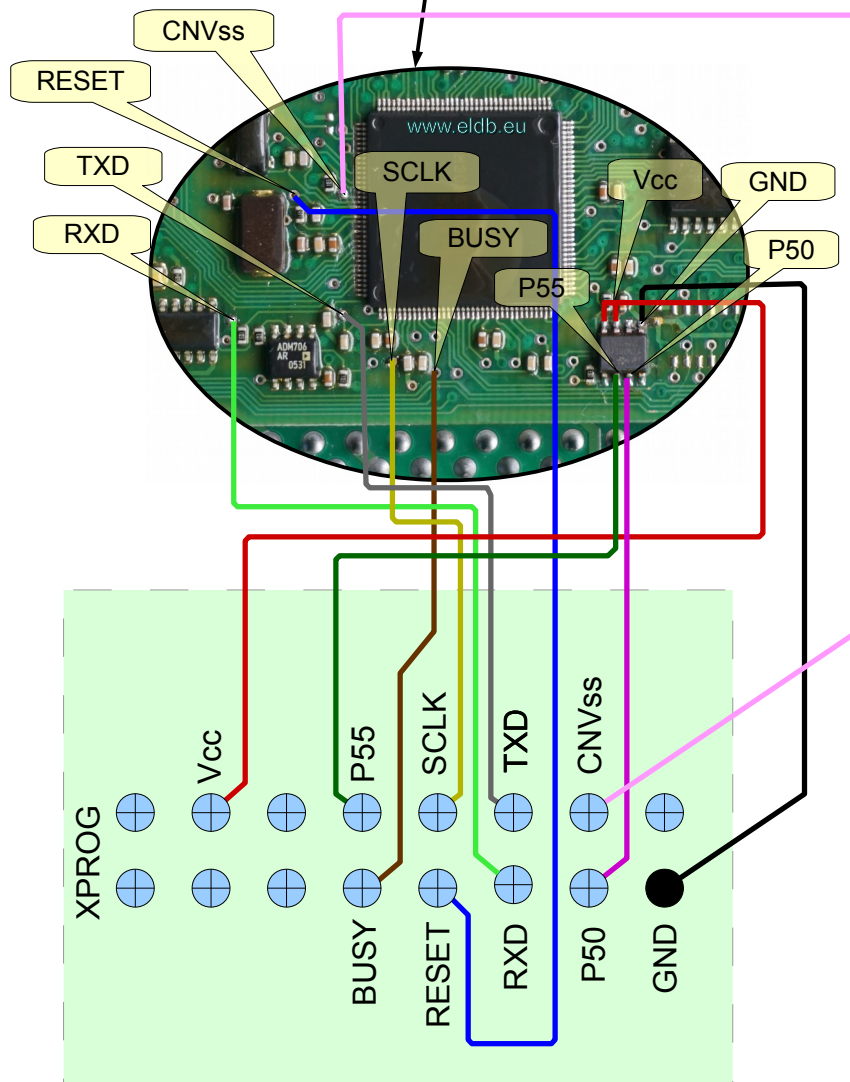 CNVss
RESET
www.eldb.eu
TXD
SCLK
Vcc
GND
RXD
BUSY
P50
P55
ADM706
AR
0531
Vcc
P55
SCLK
TXD
CNVss
XPROG
BUSY
RESET
RXD
P50
GND